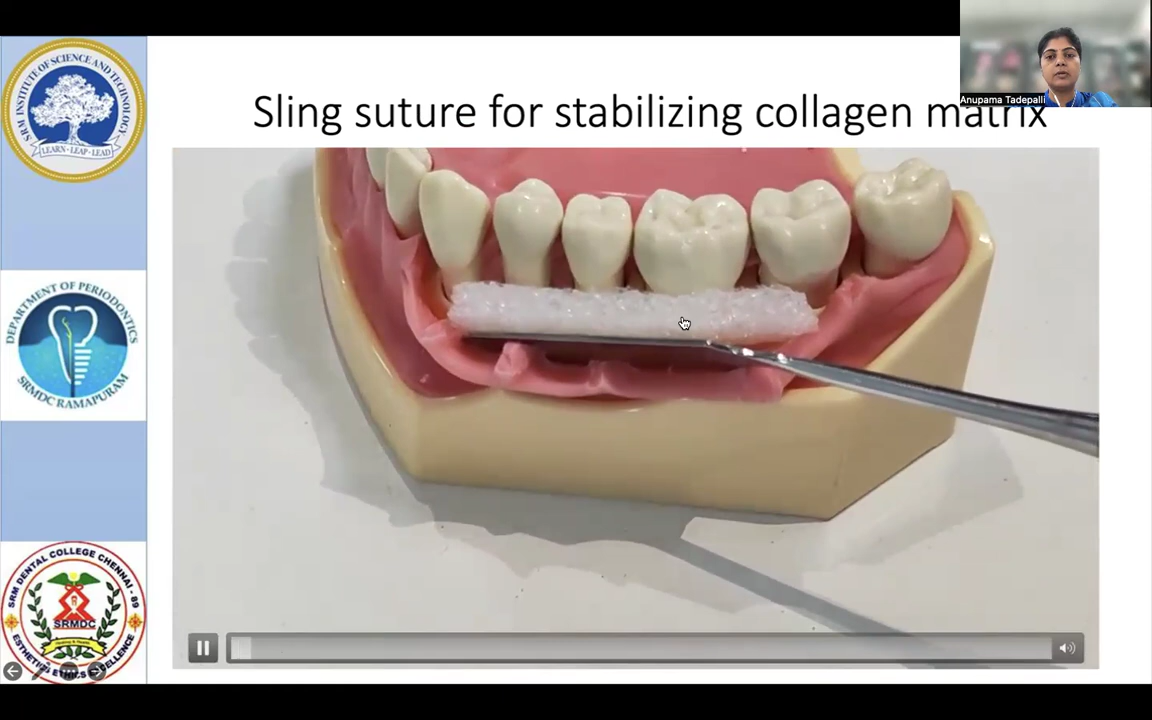 Sling suture for stabilizing collagen matrix
Anupama Tadepalli
SRM INSTITUTE OF SCIENCE AND TECHNOLOGY
LEARN - LEAP - LEAD
DEPARTMENT OF PERIODONTICS
SRMDC RAMAPURAM
SRM DENTAL COLLEGE CHENNAI - 89
SRMDC